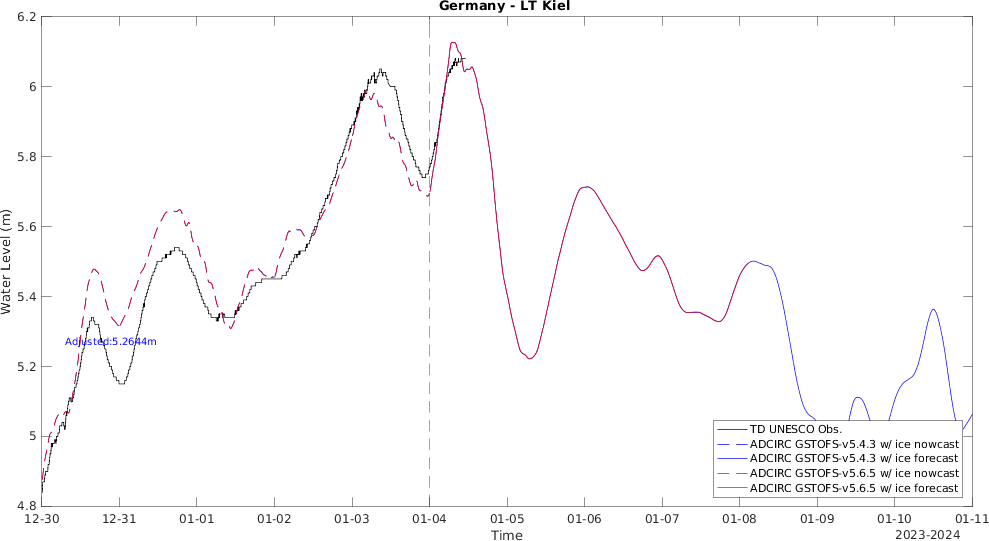 Germany - LT Kiel
6.2
6
5.8
5.6
5.4
5.2
5
4.8
Water Level (m)
Adjusted:5.2644m
TD UNESCO Obs.
ADCIRC GSTOFS-v5.4.3 w/ ice nowcast
ADCIRC GSTOFS-v5.4.3 w/ ice forecast
ADCIRC GSTOFS-v5.6.5 w/ ice nowcast
ADCIRC GSTOFS-v5.6.5 w/ ice forecast
12-30 12-31 01-01 01-02 01-03 01-04 01-05 01-06 01-07 01-08 01-09 01-10 01-11
Time
2023-2024